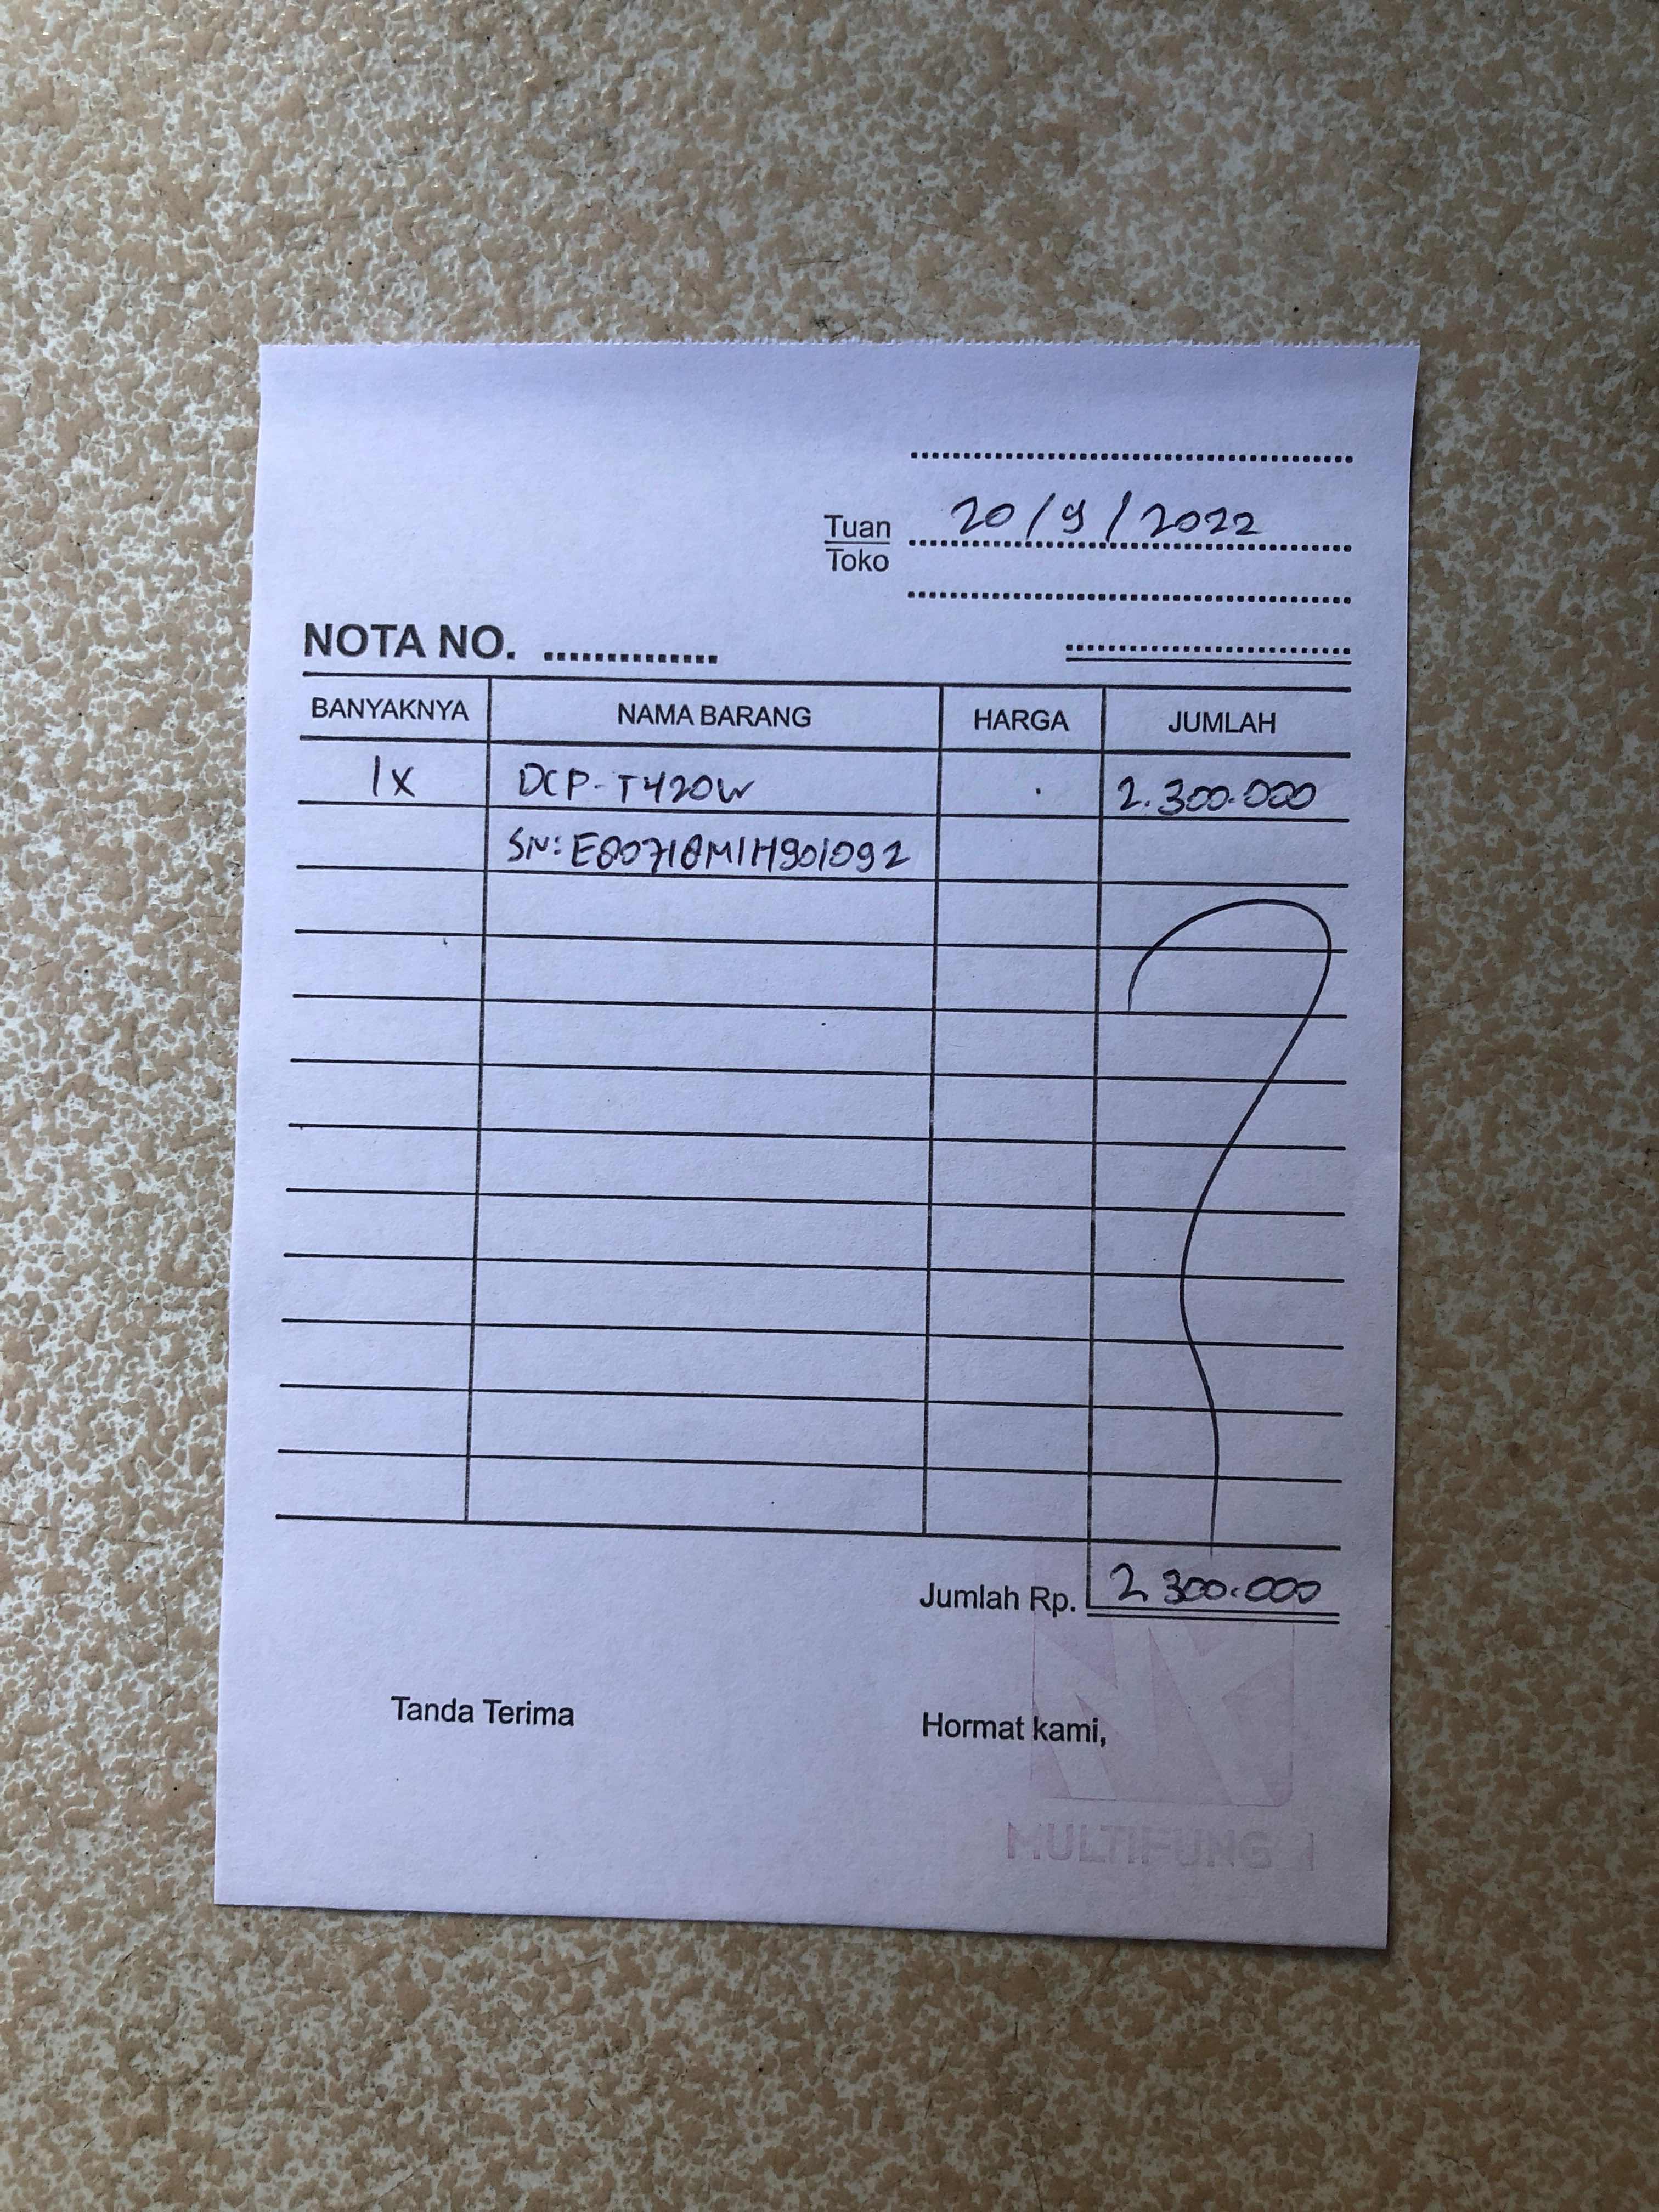 20/9/2022
Tuan
Toko
NOTA NO.
BANYAKNYA NAMA BARANG HARGA JUMLAH
1x DCP-T420W 2.300.000
SN: E80718M1H901092
Jumlah Rp. 2 300.000
Tanda Terima Hormat kami,